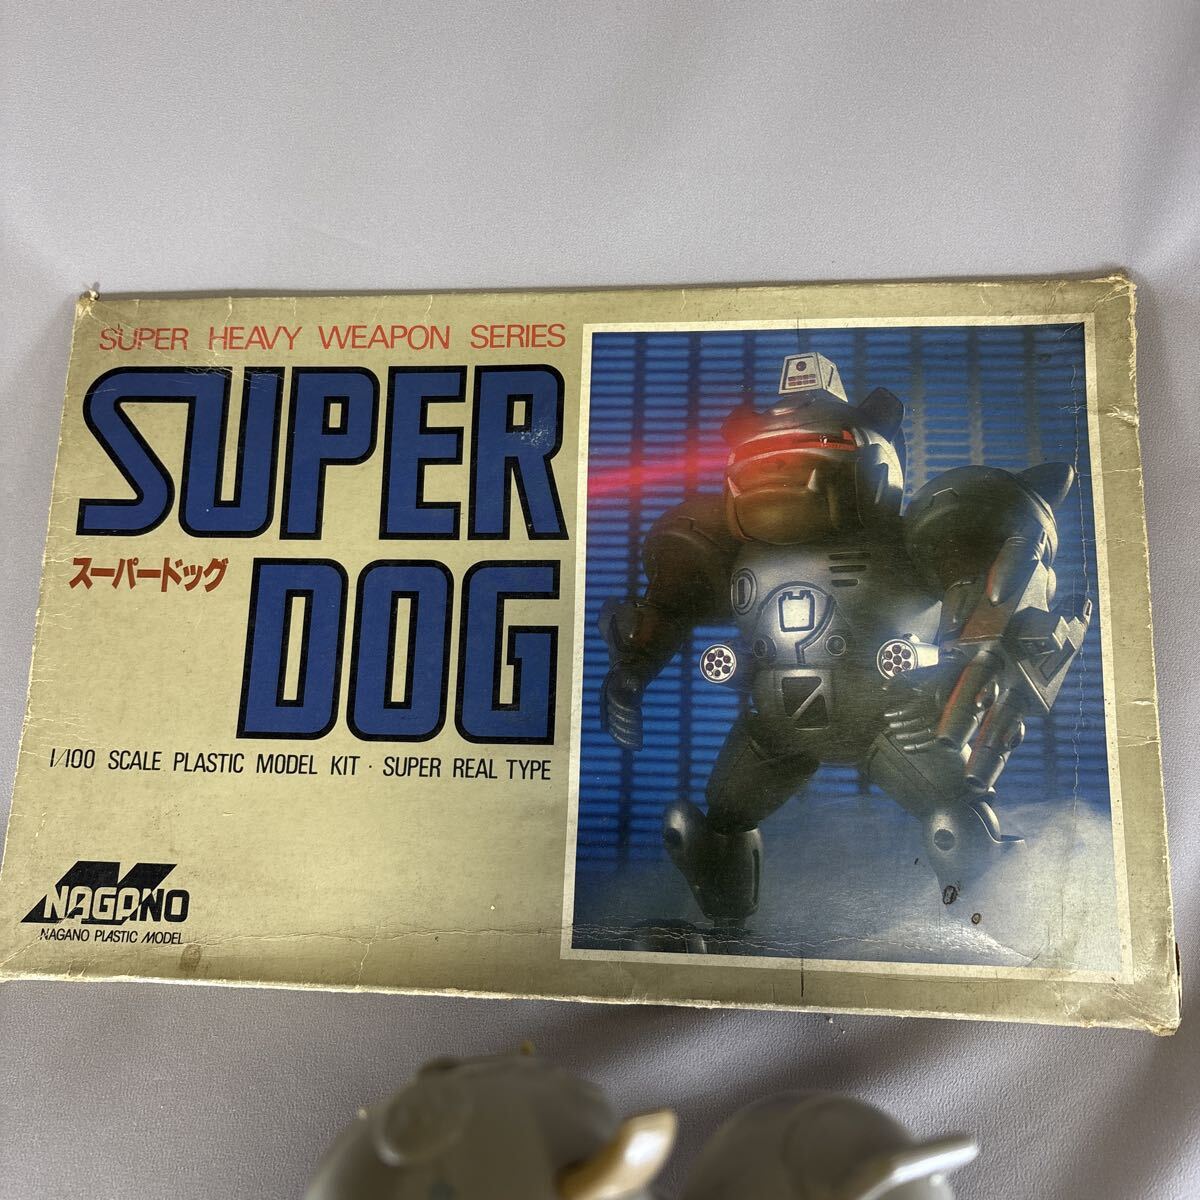 SUPER HEAVY WEAPON SERIES
SUPER
スーパードッグ
DOG
1/100 SCALE PLASTIC MODEL KIT · SUPER REAL TYPE
NAGANO
NAGANO PLASTIC MODEL